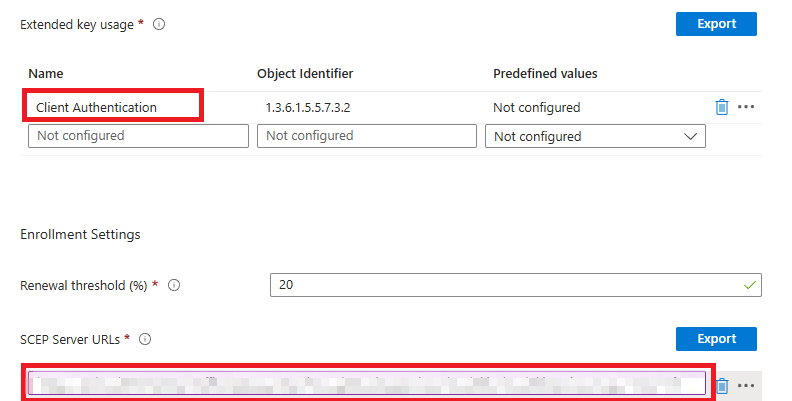 Extended key usage *
Export
Name Object Identifier Predefined values
Client Authentication 1.3.6.1.5.5.7.3.2 Not configured
Not configured Not configured Not configured
Enrollment Settings
Renewal threshold (%) * 20
SCEP Server URLs *
Export